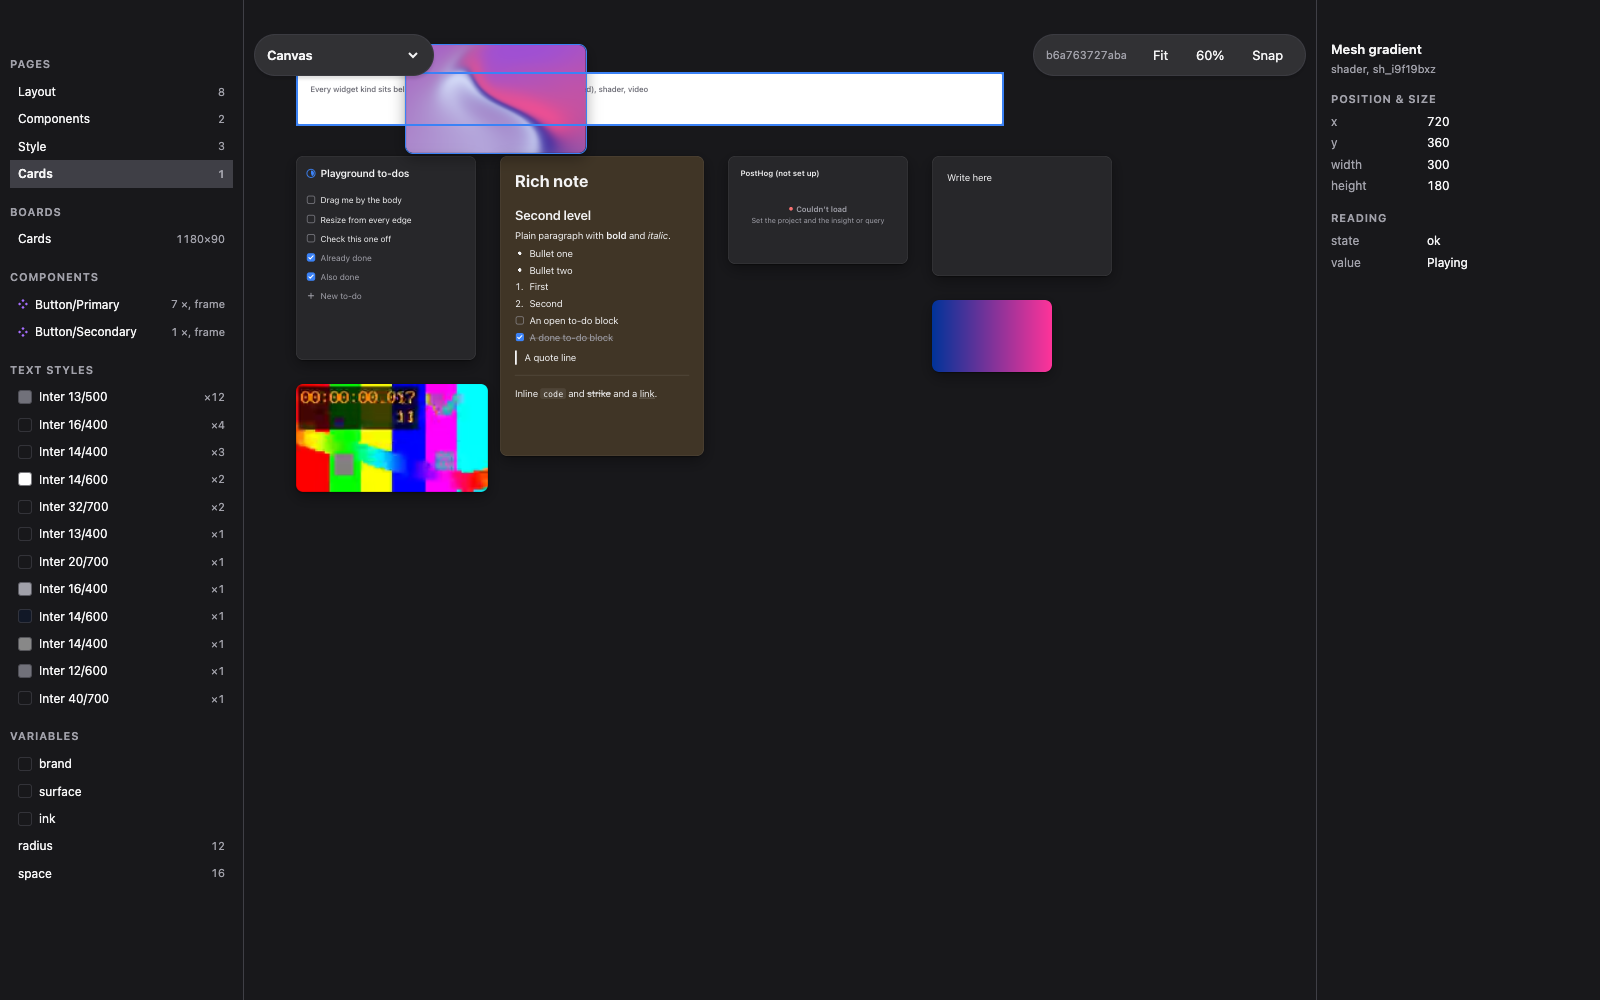 PAGES
Layout 8
Components 2
Style 3
Cards 1
BOARDS
Cards 1180×90
COMPONENTS
Button/Primary 7 ×, frame
Button/Secondary 1 ×, frame
TEXT STYLES
Inter 13/500 ×12
Inter 16/400 ×4
Inter 14/400 ×3
Inter 14/600 ×2
Inter 32/700 ×2
Inter 13/400 ×1
Inter 20/700 ×1
Inter 16/400 ×1
Inter 14/600 ×1
Inter 14/400 ×1
Inter 12/600 ×1
Inter 40/700 ×1
VARIABLES
brand
surface
ink
radius 12
space 16
Canvas
b6a763727aba Fit 60% Snap
Every widget kind sits bel
d), shader, video
Playground to-dos
Drag me by the body
Resize from every edge
Check this one off
Already done
Also done
+ New to-do
00:00:00.017
11
Rich note
Second level
Plain paragraph with bold and italic.
• Bullet one
• Bullet two
1. First
2. Second
An open to-do block
A done to-do block
A quote line
Inline code and strike and a link.
PostHog (not set up)
Couldn't load
Set the project and the insight or query
Write here
Mesh gradient
shader, sh_i9f19bxz
POSITION & SIZE
x 720
y 360
width 300
height 180
READING
state ok
value Playing